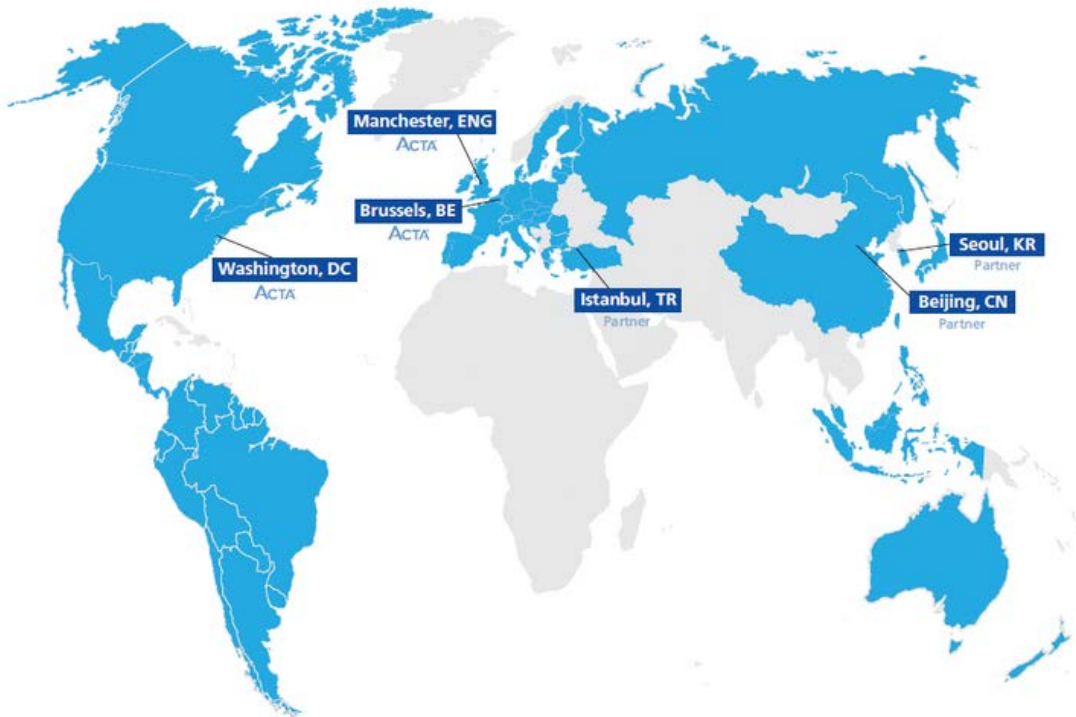 Manchester, ENG
ACTA
Brussels, BE
ACTA
Washington, DC
ACTA
Istanbul, TR
Partner
Seoul, KR
Partner
Beijing, CN
Partner